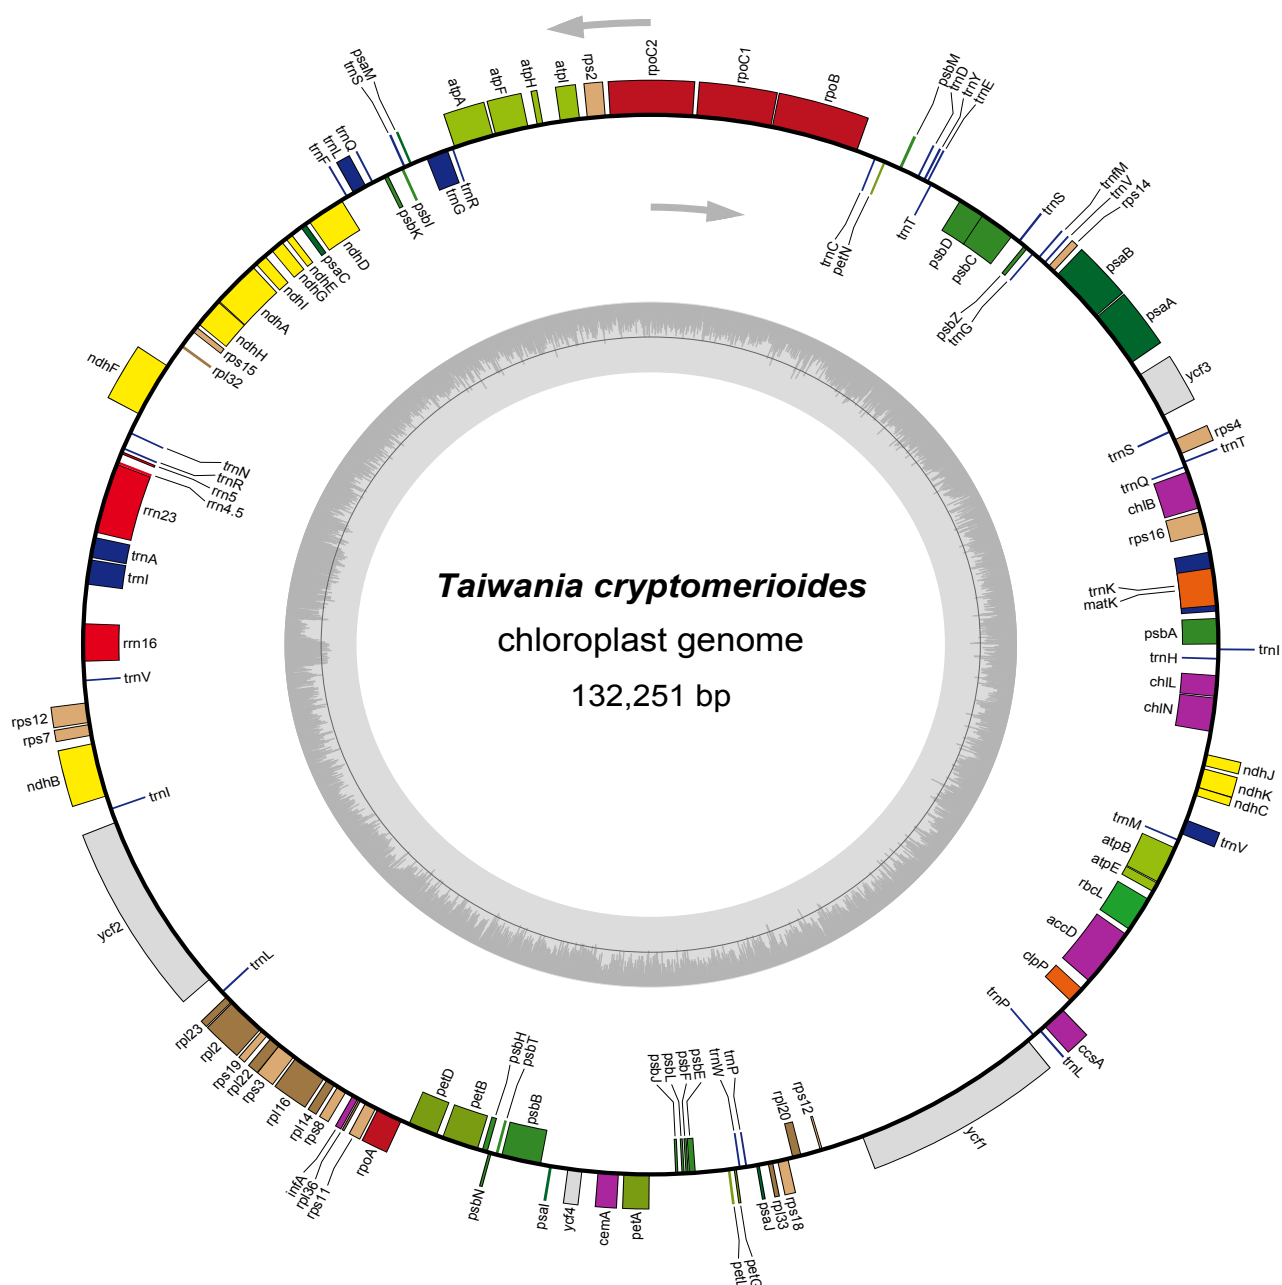 Taiwania cryptomerioides
chloroplast genome
132,251 bp
rpoC2
rpoC1
rpoB
psbM
trnD
trnY
trnE
trnC
petN
trnT
psbD
psbC
trnS
trnfM
trnV
rps14
psbZ
trnG
psaB
psaA
ycf3
rps4
trnS
trnT
trnQ
chlB
rps16
trnK
matK
psbA
trnI
trnH
chlL
chlN
ndhJ
ndhK
ndhC
trnV
trnM
atpB
atpE
rbcL
accD
clpP
trnP
ccsA
trnL
ycf1
rps12
rpl20
rps18
rpl33
psaJ
trnP
trnW
petG
petL
psbE
psbF
psbL
psbJ
petA
cemA
ycf4
psaI
psbB
psbT
psbH
psbN
petB
petD
rpoA
rps11
rpl36
infA
rps8
rpl14
rpl16
rps3
rpl22
rps19
rpl2
rpl23
trnL
ycf2
trnI
ndhB
rps7
rps12
trnV
rrn16
trnI
trnA
rrn23
rrn4.5
rrn5
trnR
trnN
ndhF
rpl32
rps15
ndhH
ndhA
ndhI
ndhG
ndhE
psaC
ndhD
trnF
trnL
trnQ
psbK
psbI
trnS
psaM
trnG
trnR
atpA
atpF
atpH
atpI
rps2